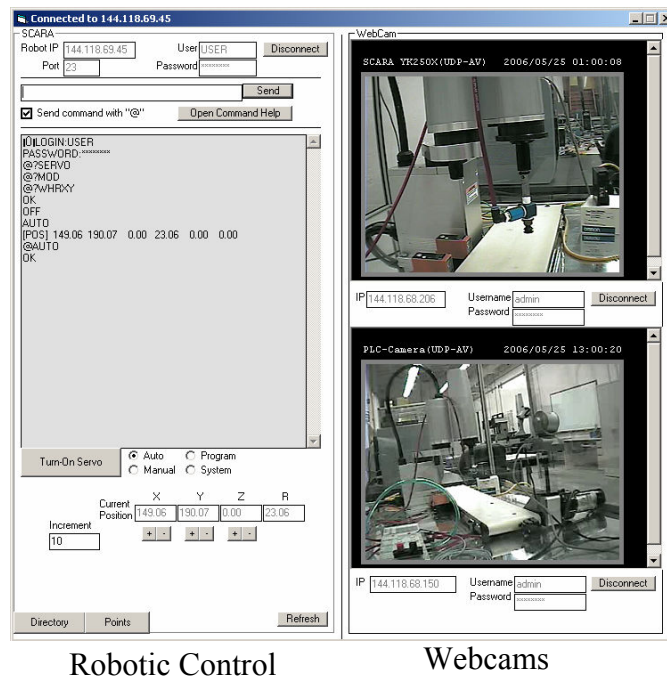 Connected to 144.118.69.45
SCARA
Robot IP 144.118.69.45 User USER Disconnect
Port 23 Password ********
Send
Send command with "@" Open Command Help
LOGIN:USER
PASSWORD:********
@?SERVO
@?MOD
@?WHRXY
OK
OFF
AUTO
[POS] 149.06 190.07 0.00 23.06 0.00 0.00
@AUTO
OK
Turn-On Servo Auto Program
Manual System
X Y Z R
Current Position 149.06 190.07 0.00 23.06
Increment
10 + - + - + -
Directory Points Refresh
WebCam
SCARA YK250X(UDP-AV) 2006/05/25 01:00:08
IP 144.118.68.206 Username admin Disconnect
Password ********
PLC-Camera(UDP-AV) 2006/05/25 13:00:20
IP 144.118.68.150 Username admin Disconnect
Password ********
Robotic Control Webcams